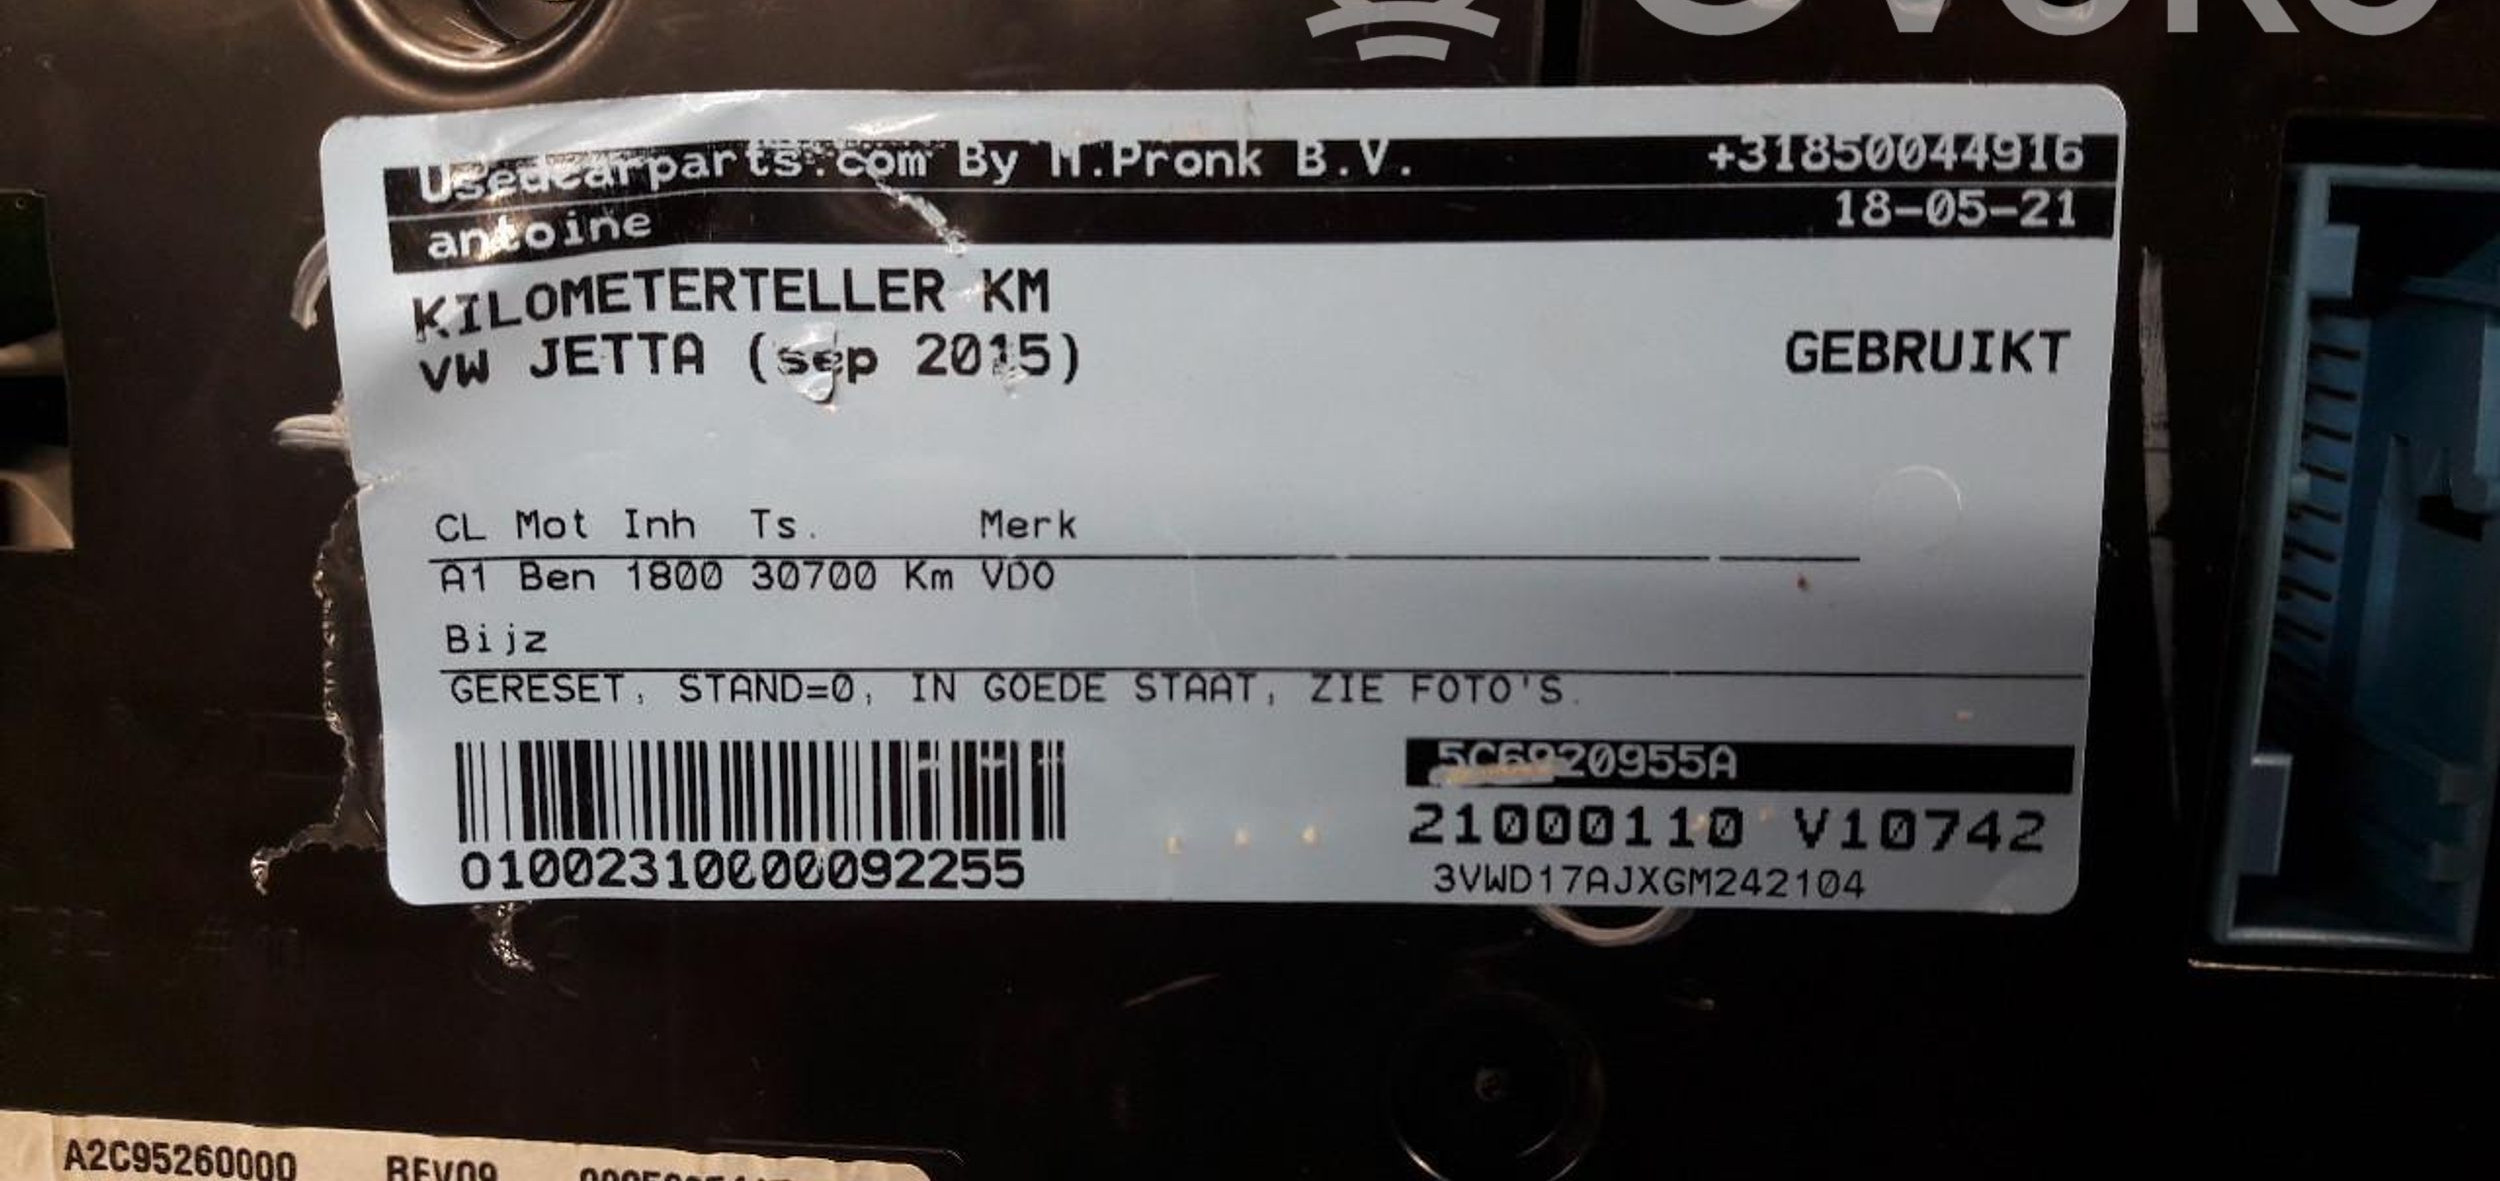 Usedcarparts.com By M.Pronk B.V. +31850044916
antoine 18-05-21
KILOMETERTELLER KM
VW JETTA (sep 2015) GEBRUIKT
CL Mot Inh Ts. Merk
A1 Ben 1800 30700 Km VDO
Bijz
GERESET, STAND=0, IN GOEDE STAAT, ZIE FOTO'S.
5C6920955A
21000110 V10742
01002310000092255
3VWD17AJXGM242104
A2C95260000 REV09